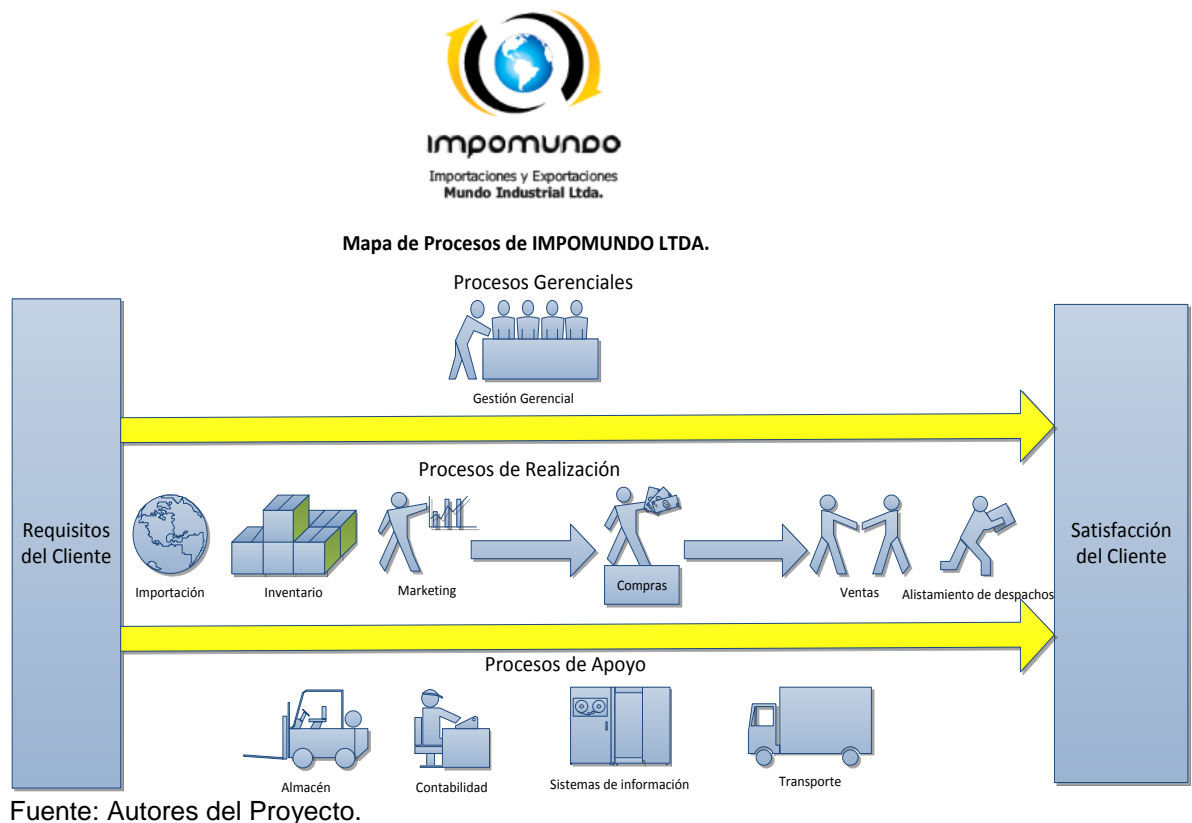 ımpomunDo
Importaciones y Exportaciones
Mundo Industrial Ltda.
Mapa de Procesos de IMPOMUNDO LTDA.
Procesos Gerenciales
Gestión Gerencial
Procesos de Realización
Requisitos
del Cliente
Satisfacción
del Cliente
Importación
Inventario
Marketing
Compras
Ventas
Alistamiento de despachos
Procesos de Apoyo
Almacén
Contabilidad
Sistemas de información
Transporte
Fuente: Autores del Proyecto.